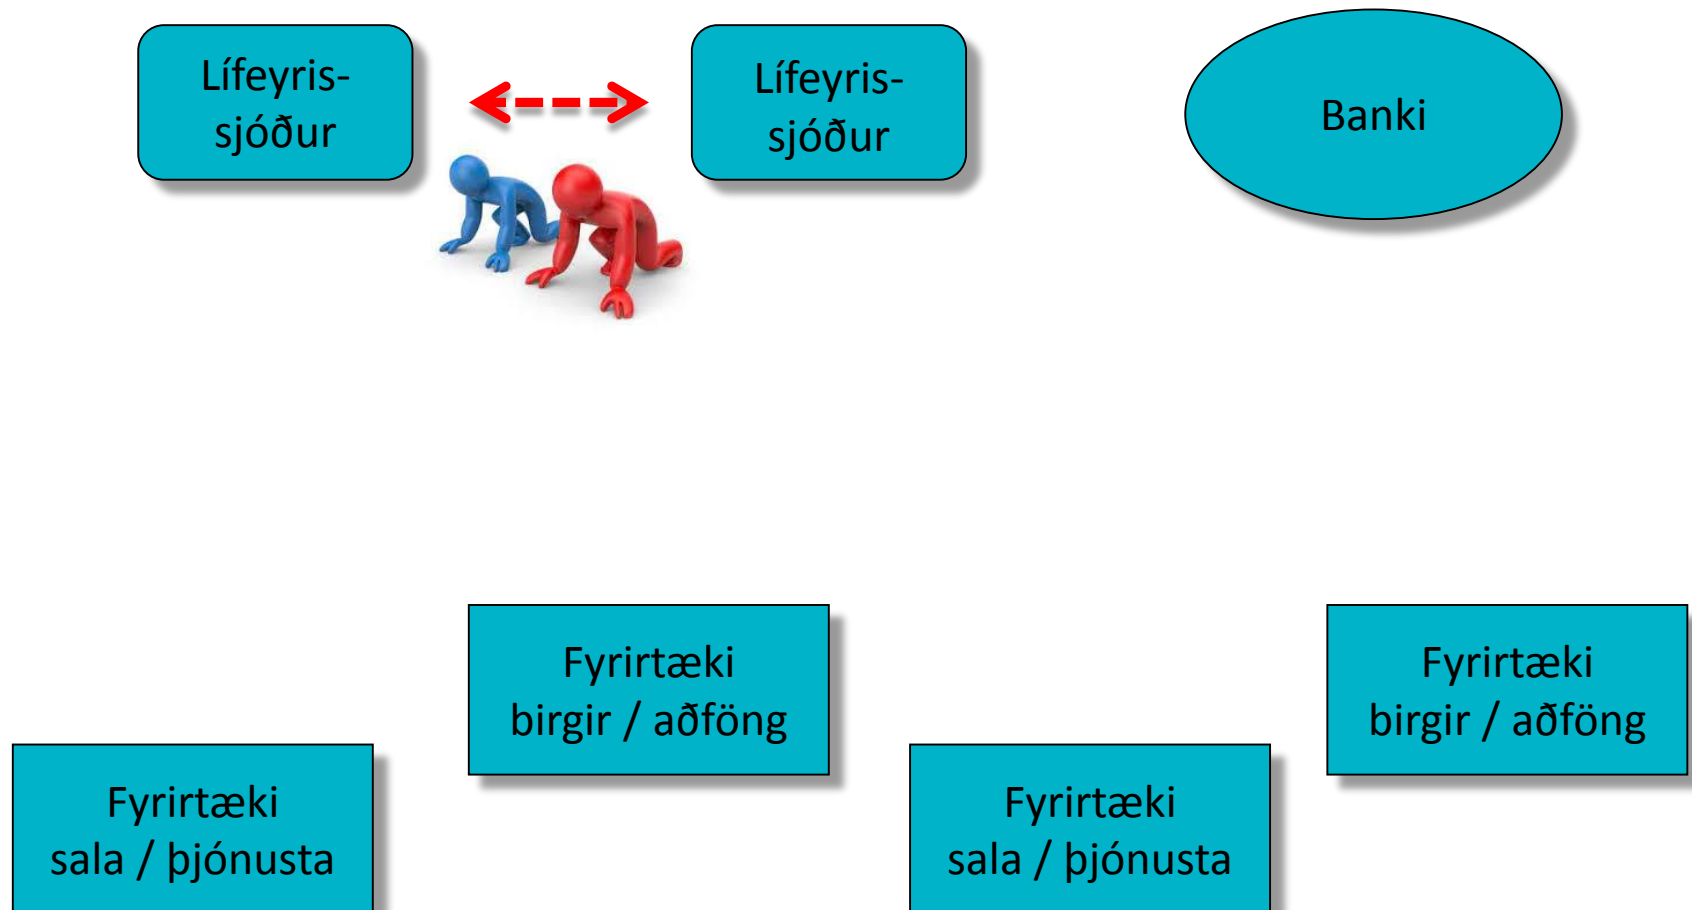 Lífeyris-
sjóður
Lífeyris-
sjóður
Banki
Fyrirtæki
birgir / aðföng
Fyrirtæki
birgir / aðföng
Fyrirtæki
sala / þjónusta
Fyrirtæki
sala / þjónusta